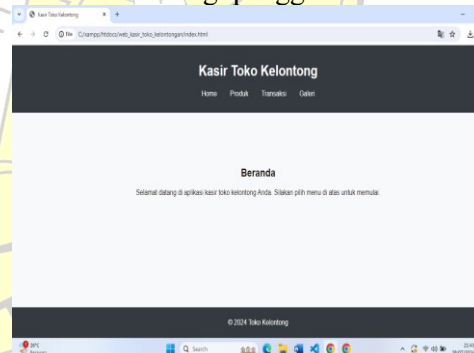 Kasir Toko Kelontong
File C:/xampp/htdocs/web_kasir_toko_kelontongan/index.html
Kasir Toko Kelontong
Home Produk Transaksi Galeri
Beranda
Selamat datang di aplikasi kasir toko kelontong Anda. Silakan pilih menu di atas untuk memulai.
© 2024 Toko Kelontong
Search